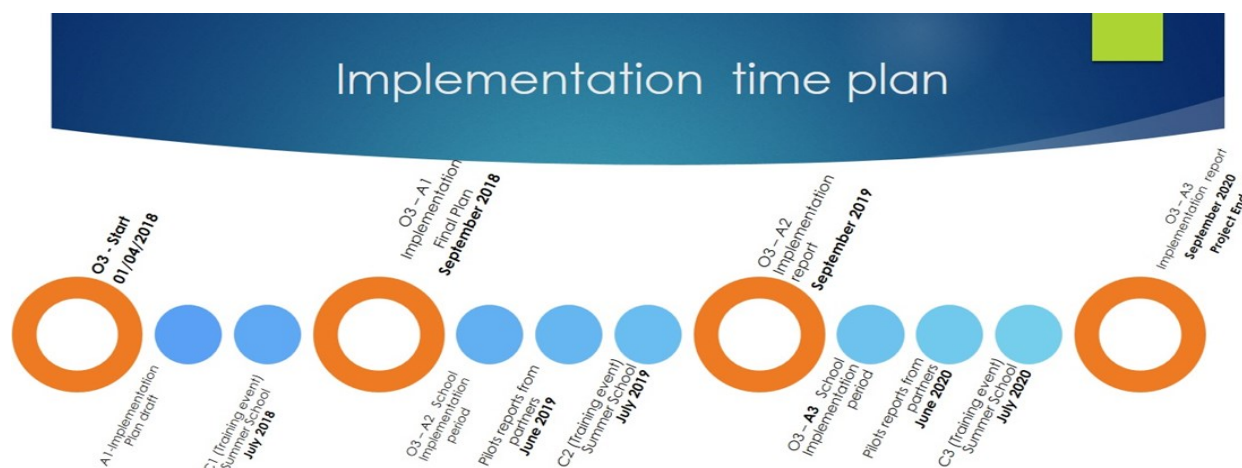 Implementation time plan
O3 - Start
01/04/2018
A1-Implementation
Plan draft
C1 (Training event)
Summer School
July 2018
O3 – A1
Implementation
Final Plan
September 2018
O3 – A2 School
Implementation
period
Pilots reports from
partners
June 2019
C2 (Training event)
Summer School
July 2019
O3 – A2
Implementation
report
September 2019
O3 – A3 School
Implementation
period
Pilots reports from
partners
June 2020
C3 (Training event)
Summer School
July 2020
O3 – A3
Implementation report
September 2020
Project End